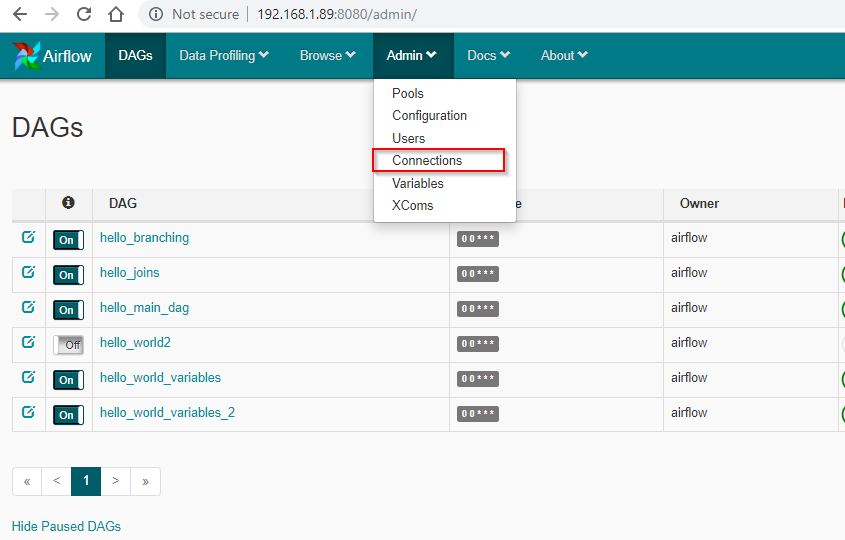 Not secure | 192.168.1.89:8080/admin/
Airflow DAGs Data Profiling Browse Admin Docs About
Pools
Configuration
Users
Connections
Variables
XComs
DAGs
DAG Owner
On hello_branching 0 0 * * * airflow
On hello_joins 0 0 * * * airflow
On hello_main_dag 0 0 * * * airflow
Off hello_world2 0 0 * * * airflow
On hello_world_variables 0 0 * * * airflow
On hello_world_variables_2 0 0 * * * airflow
« < 1 > »
Hide Paused DAGs